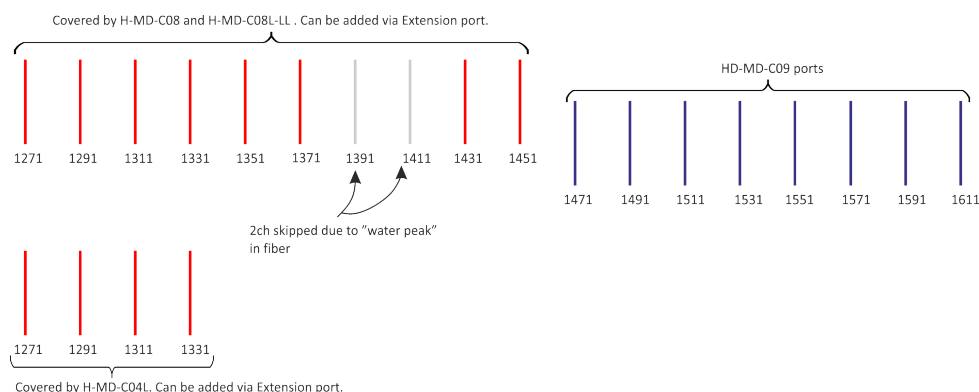 Covered by H-MD-C08 and H-MD-C08L-LL . Can be added via Extension port.
1271 1291 1311 1331 1351 1371 1391 1411 1431 1451
2ch skipped due to ”water peak”
in fiber
HD-MD-C09 ports
1471 1491 1511 1531 1551 1571 1591 1611
1271 1291 1311 1331
Covered by H-MD-C04L. Can be added via Extension port.